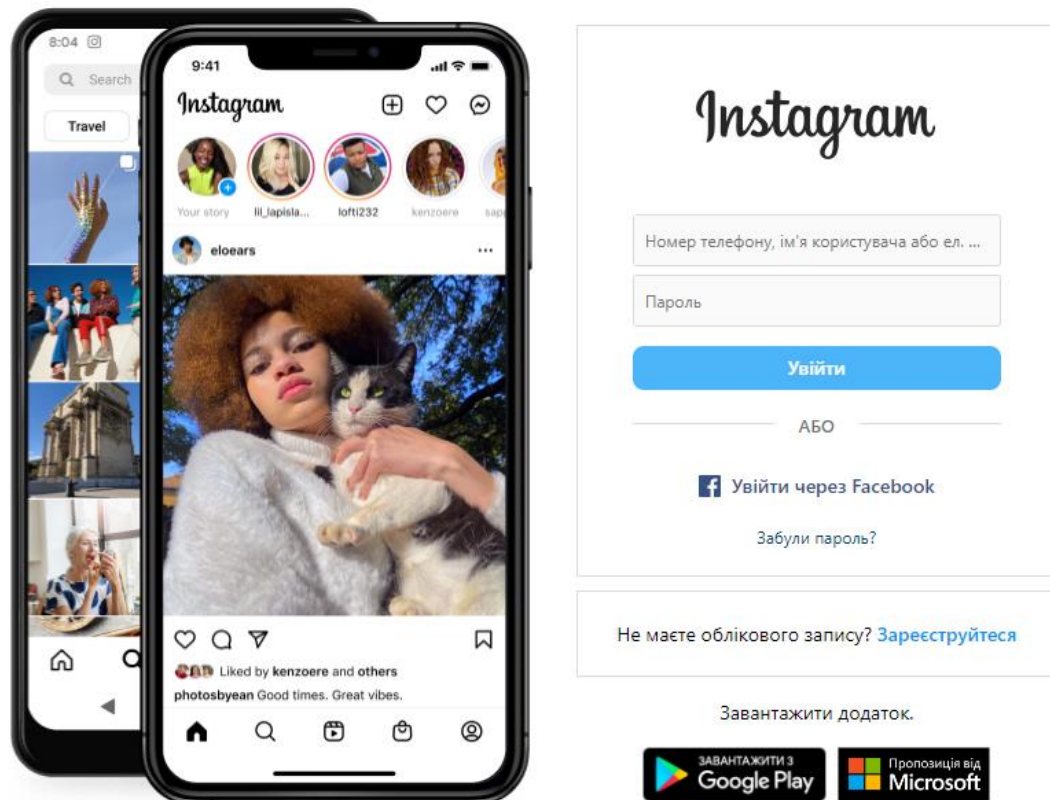 8:04
Search
Travel
9:41
Instagram
Your story
lil_lapisla...
lofti232
kenzoere
eloears
Liked by kenzoere and others
photosbyean Good times. Great vibes.
Instagram
Номер телефону, ім'я користувача або ел. ...
Пароль
Увійти
АБО
Увійти через Facebook
Забули пароль?
Не маєте облікового запису? Зареєструйтеся
Завантажити додаток.
ЗАВАНТАЖИТИ З
Google Play
Пропозиція від
Microsoft